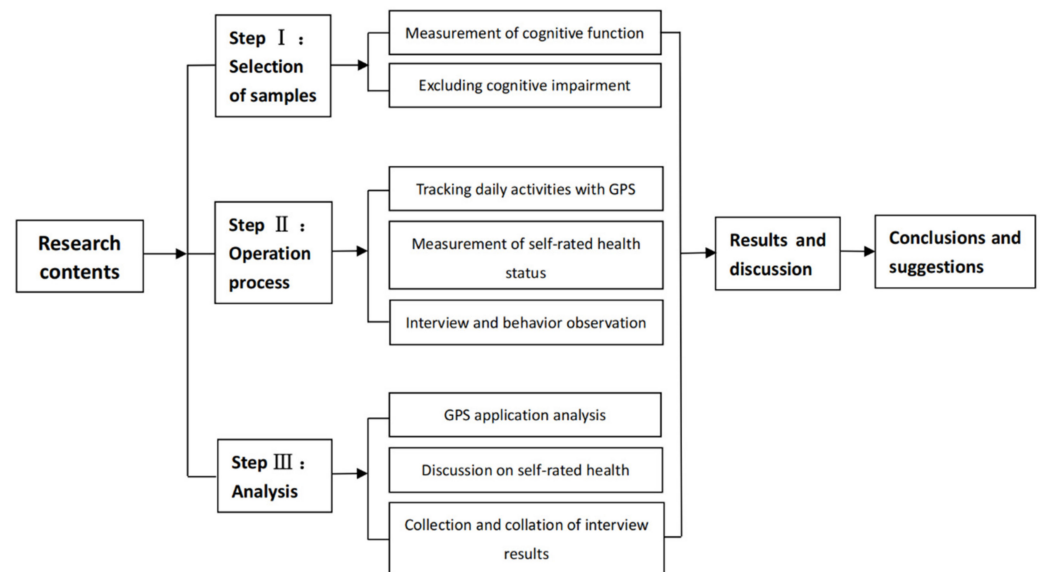 Research
contents
Step Ⅰ：
Selection
of samples
Measurement of cognitive function
Excluding cognitive impairment
Step Ⅱ：
Operation
process
Tracking daily activities with GPS
Measurement of self-rated health
status
Interview and behavior observation
Step Ⅲ：
Analysis
GPS application analysis
Discussion on self-rated health
Collection and collation of interview
results
Results and
discussion
Conclusions and
suggestions